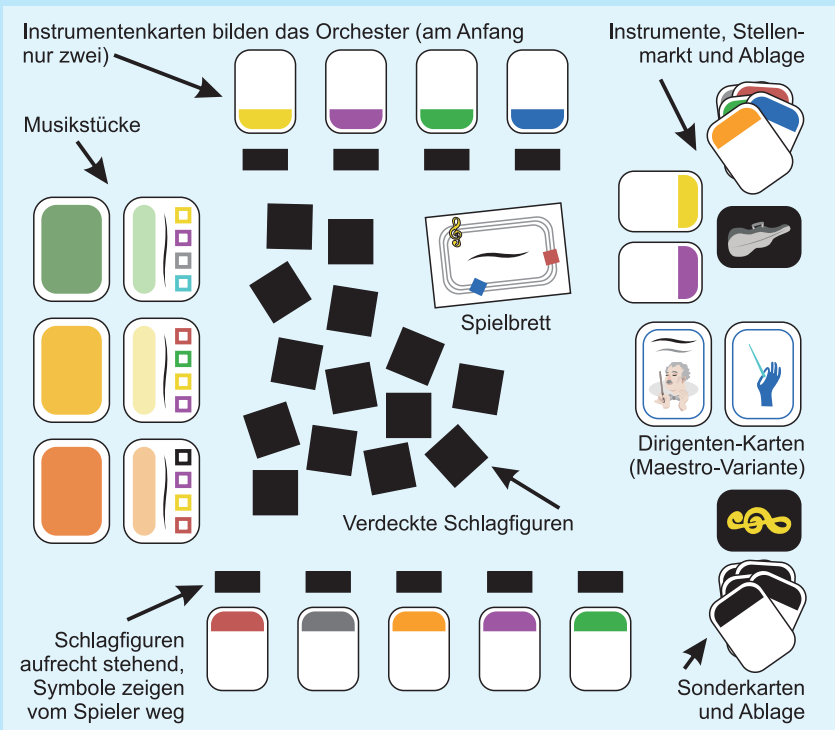 Instrumentenkarten bilden das Orchester (am Anfang
nur zwei)
Instrumente, Stellen-
markt und Ablage
Musikstücke
Spielbrett
Dirigenten-Karten
(Maestro-Variante)
Verdeckte Schlagfiguren
Schlagfiguren
aufrecht stehend,
Symbole zeigen
vom Spieler weg
Sonderkarten
und Ablage